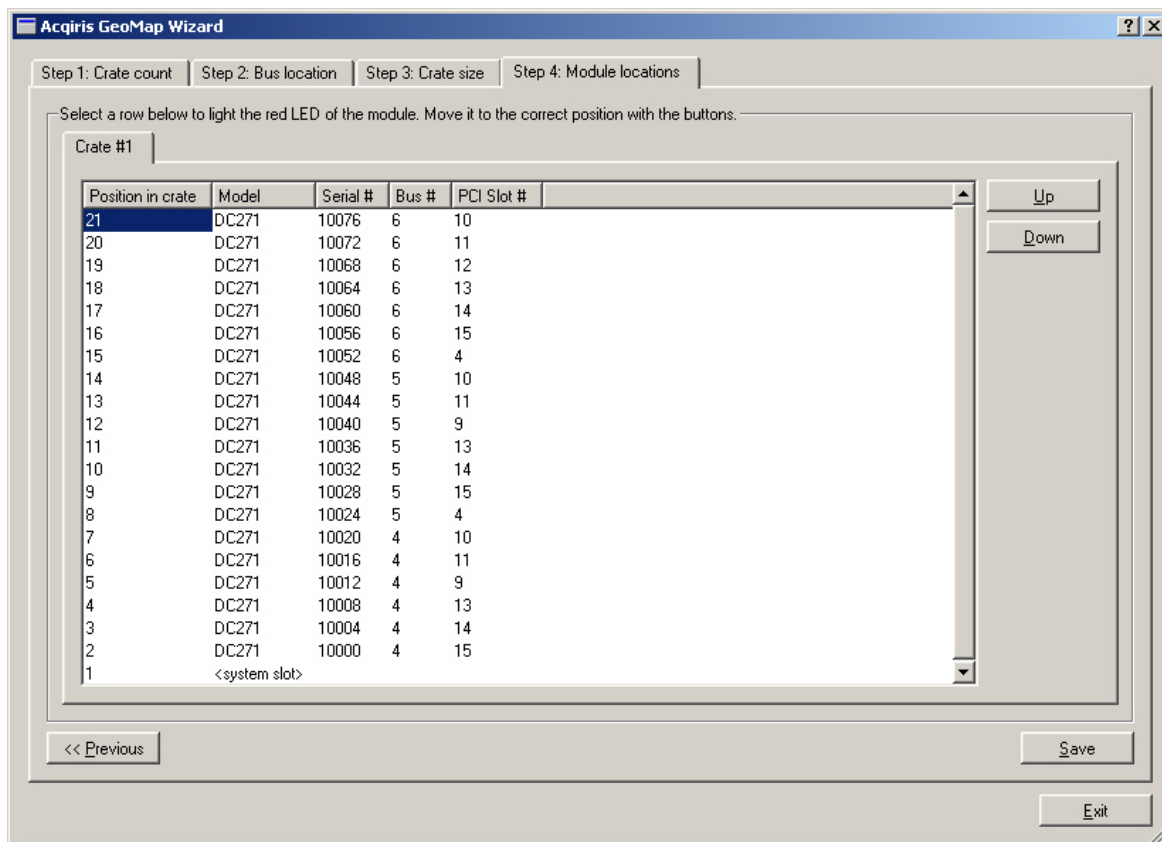 Acqiris GeoMap Wizard
Step 1: Crate count Step 2: Bus location Step 3: Crate size Step 4: Module locations
Select a row below to light the red LED of the module. Move it to the correct position with the buttons.
Crate #1
Position in crate Model Serial # Bus # PCI Slot #
21 DC271 10076 6 10
20 DC271 10072 6 11
19 DC271 10068 6 12
18 DC271 10064 6 13
17 DC271 10060 6 14
16 DC271 10056 6 15
15 DC271 10052 6 4
14 DC271 10048 5 10
13 DC271 10044 5 11
12 DC271 10040 5 9
11 DC271 10036 5 13
10 DC271 10032 5 14
9 DC271 10028 5 15
8 DC271 10024 5 4
7 DC271 10020 4 10
6 DC271 10016 4 11
5 DC271 10012 4 9
4 DC271 10008 4 13
3 DC271 10004 4 14
2 DC271 10000 4 15
1 <system slot>
Up
Down
<< Previous
Save
Exit